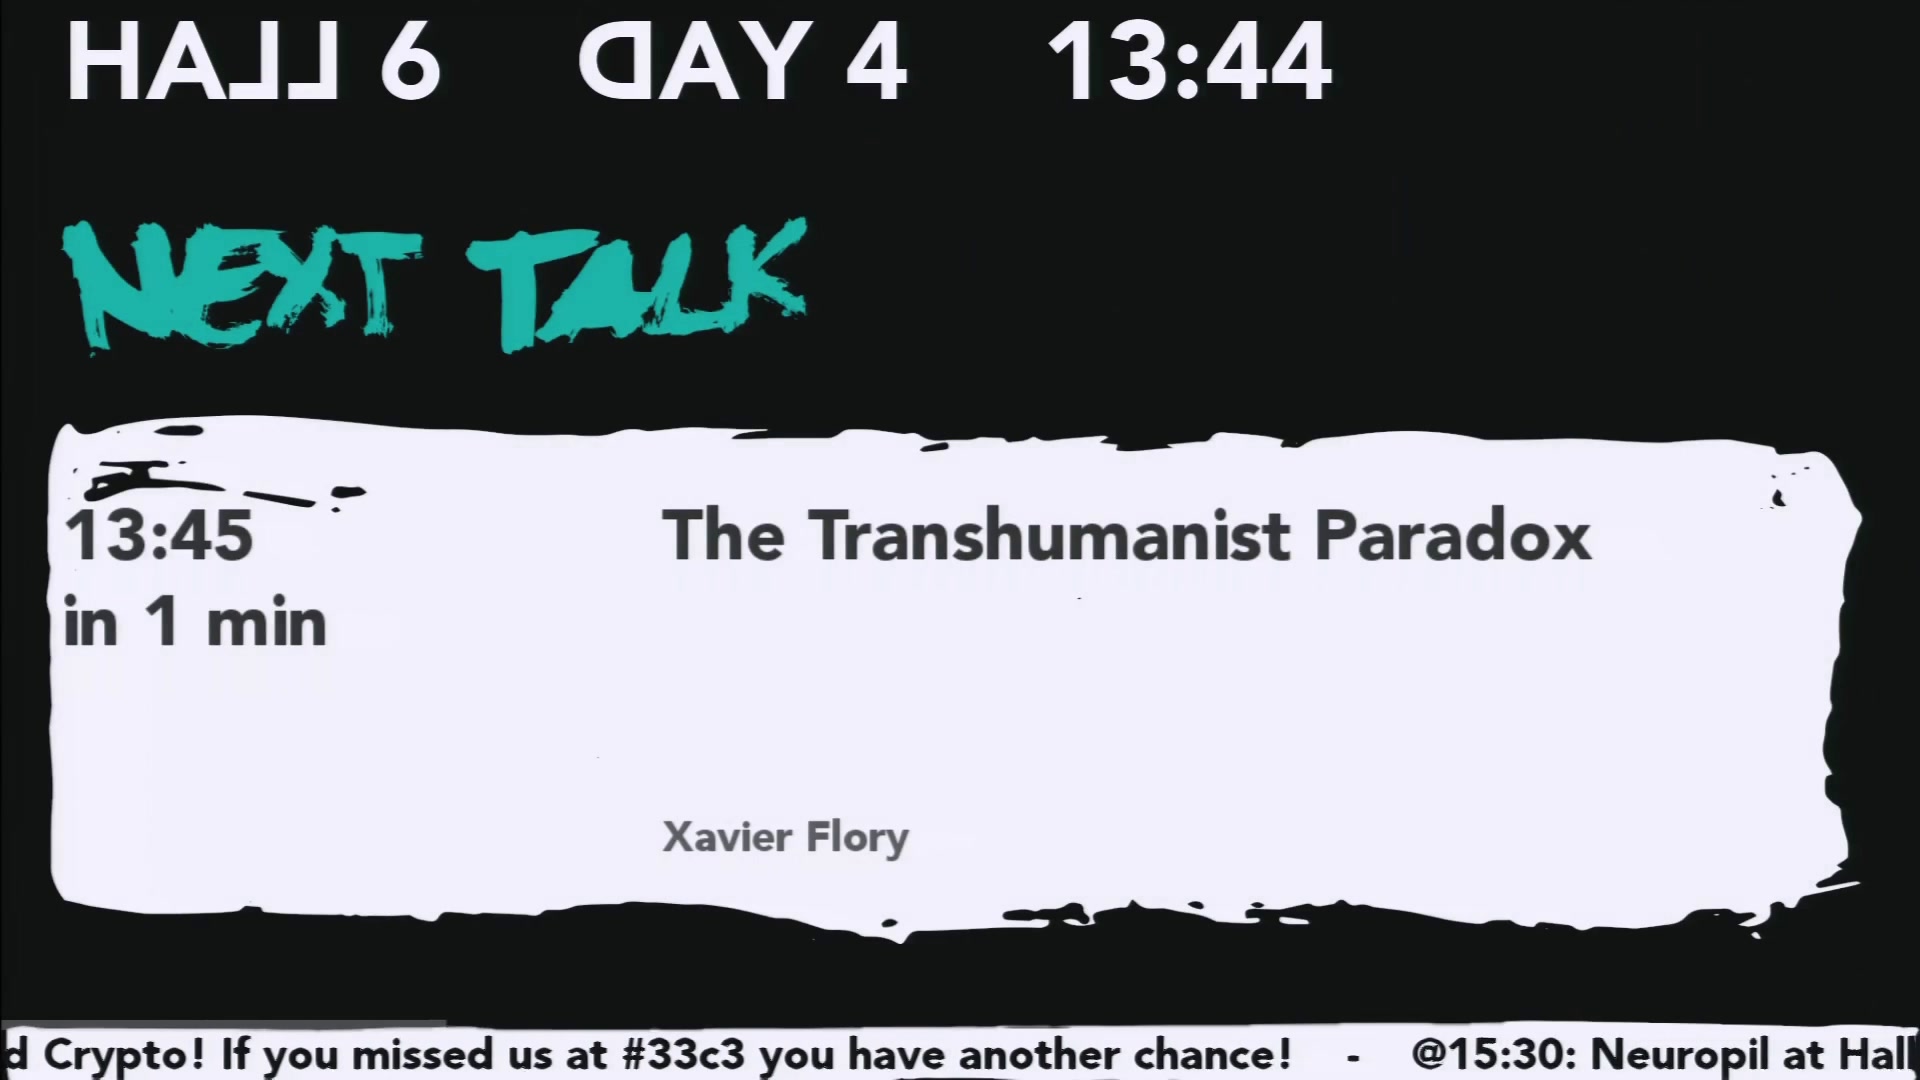 HALL 6 DAY 4 13:44
NEXT TALK
13:45 The Transhumanist Paradox
in 1 min
Xavier Flory
d Crypto! If you missed us at #33c3 you have another chance! - @15:30: Neuropil at Hall